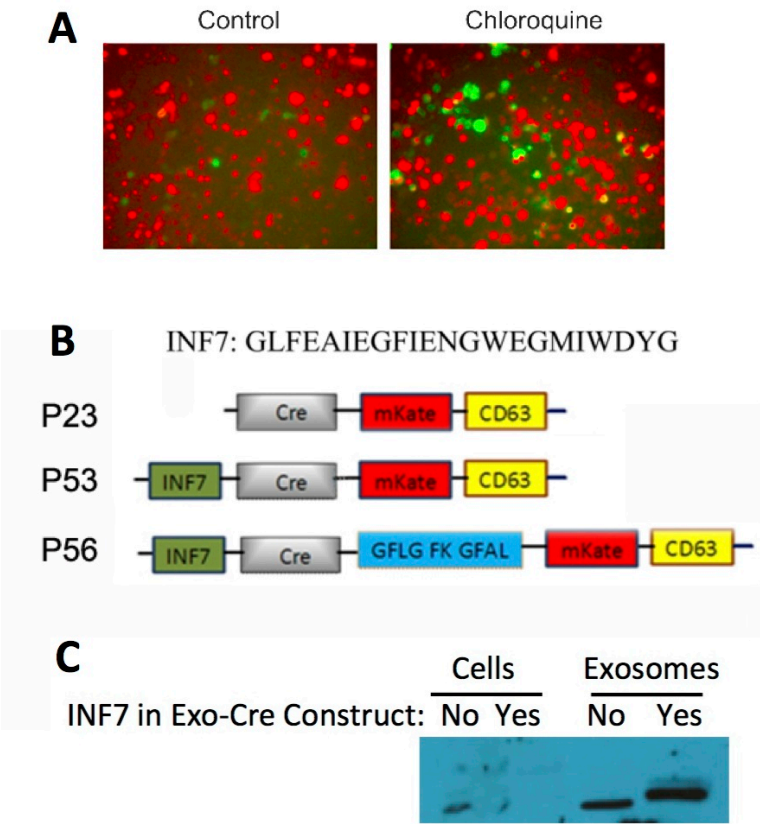 A
Control
Chloroquine
B
INF7: GLFEAIEGFIENGWEGMIWDYG
P23
Cre
mKate
CD63
P53
INF7
Cre
mKate
CD63
P56
INF7
Cre
GFLG FK GFAL
mKate
CD63
C
Cells
Exosomes
INF7 in Exo-Cre Construct: No Yes No Yes